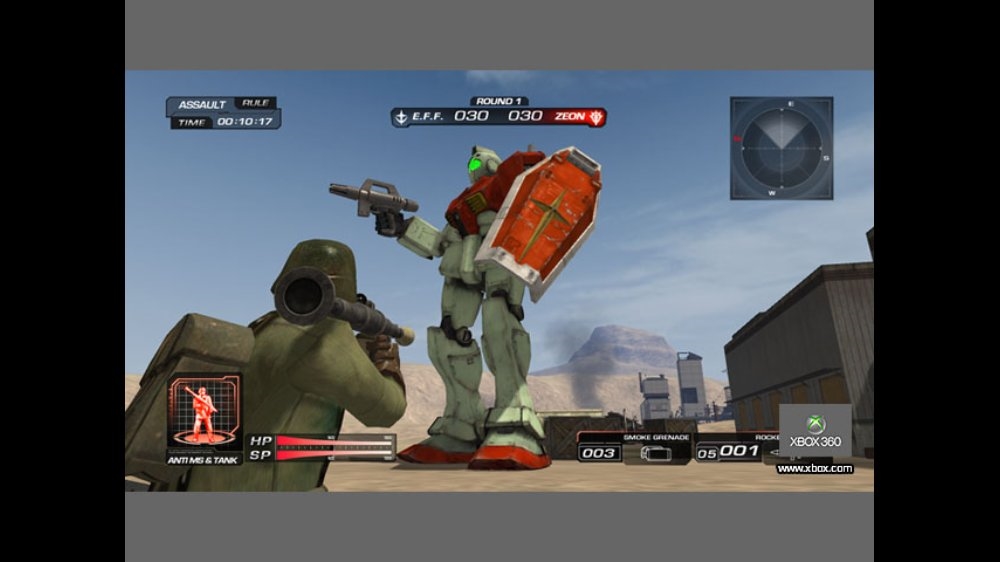 ASSAULT RULE
TIME 00:10:17
ROUND 1
E.F.F. 030 030 ZEON
E
S
W
HP
SP
ANTI MS & TANK
SMOKE GRENADE
003
ROCKE
05 001
XBOX 360
www.xbox.com